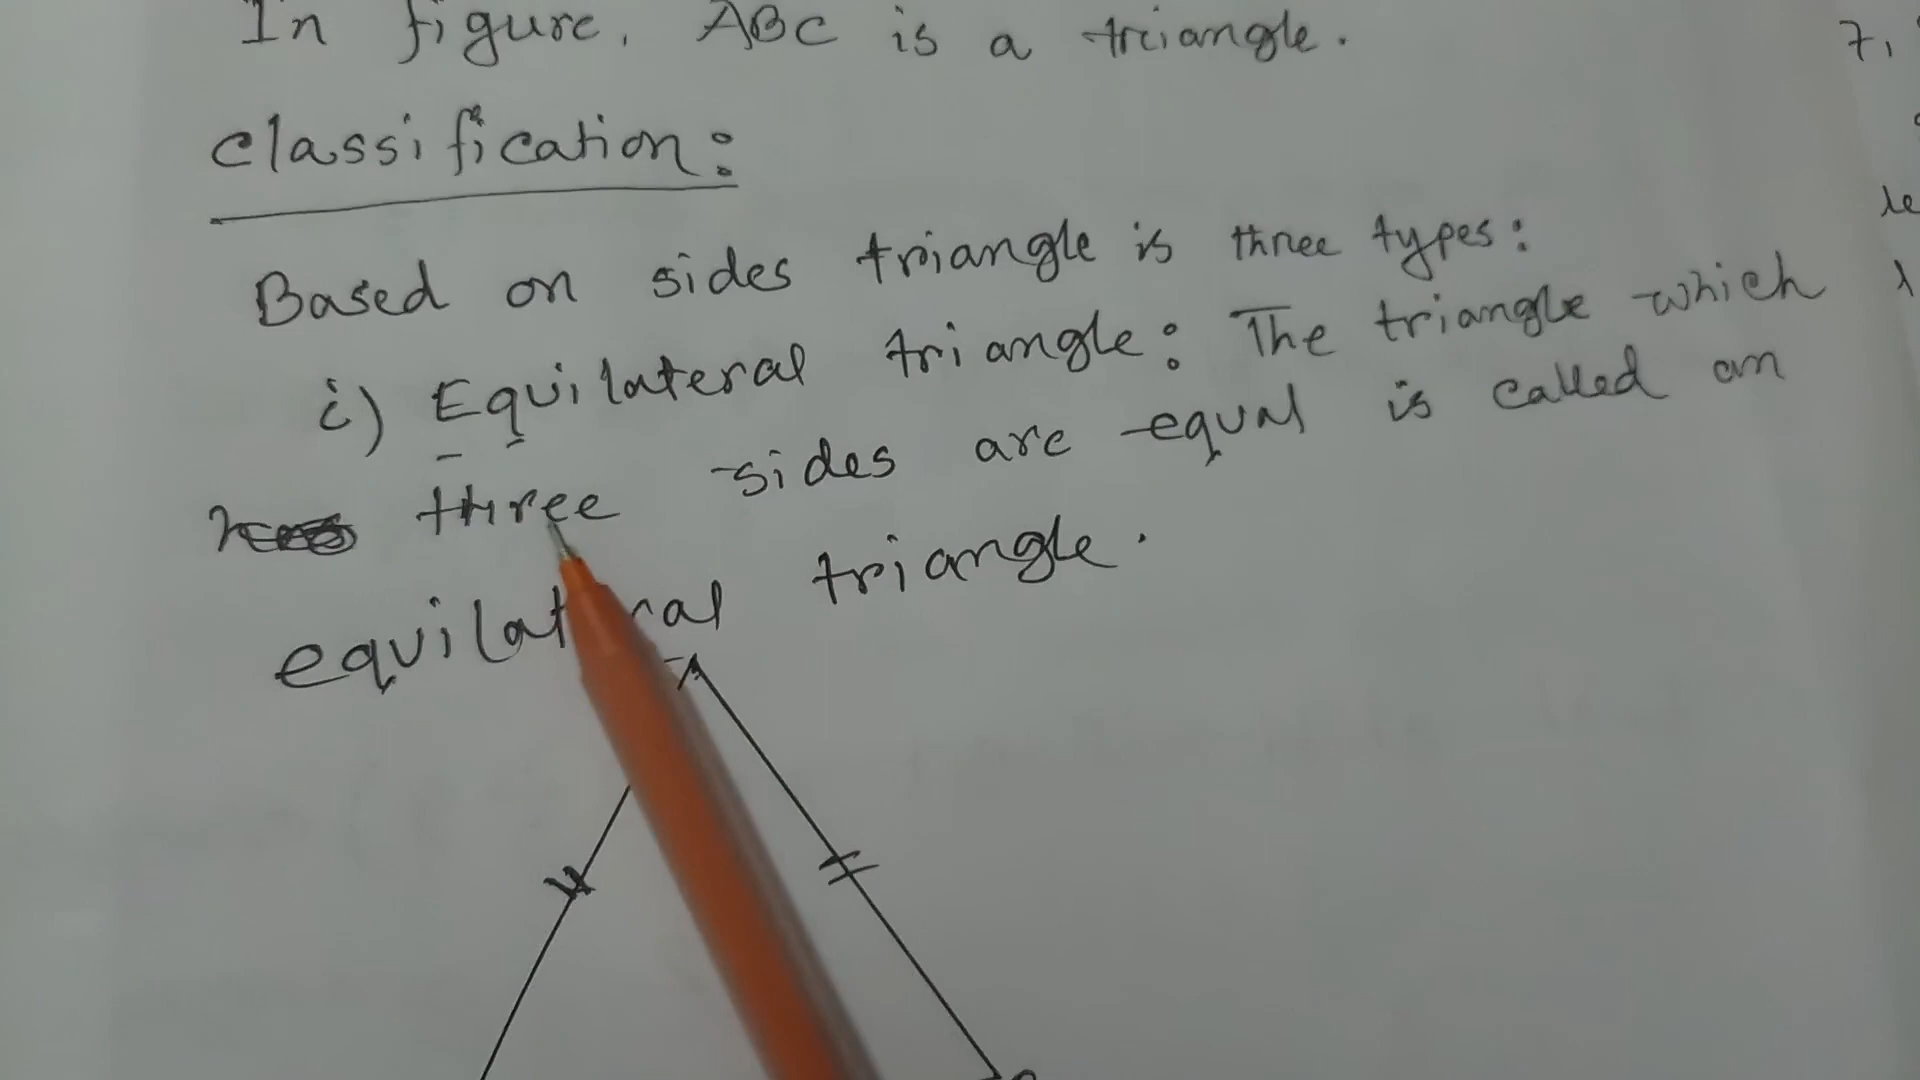 In figure, ABC is a triangle.
classification:
Based on sides triangle is three types:
i) Equilateral triangle: The triangle which
three sides are equal is called an
equilateral triangle.
A
7,